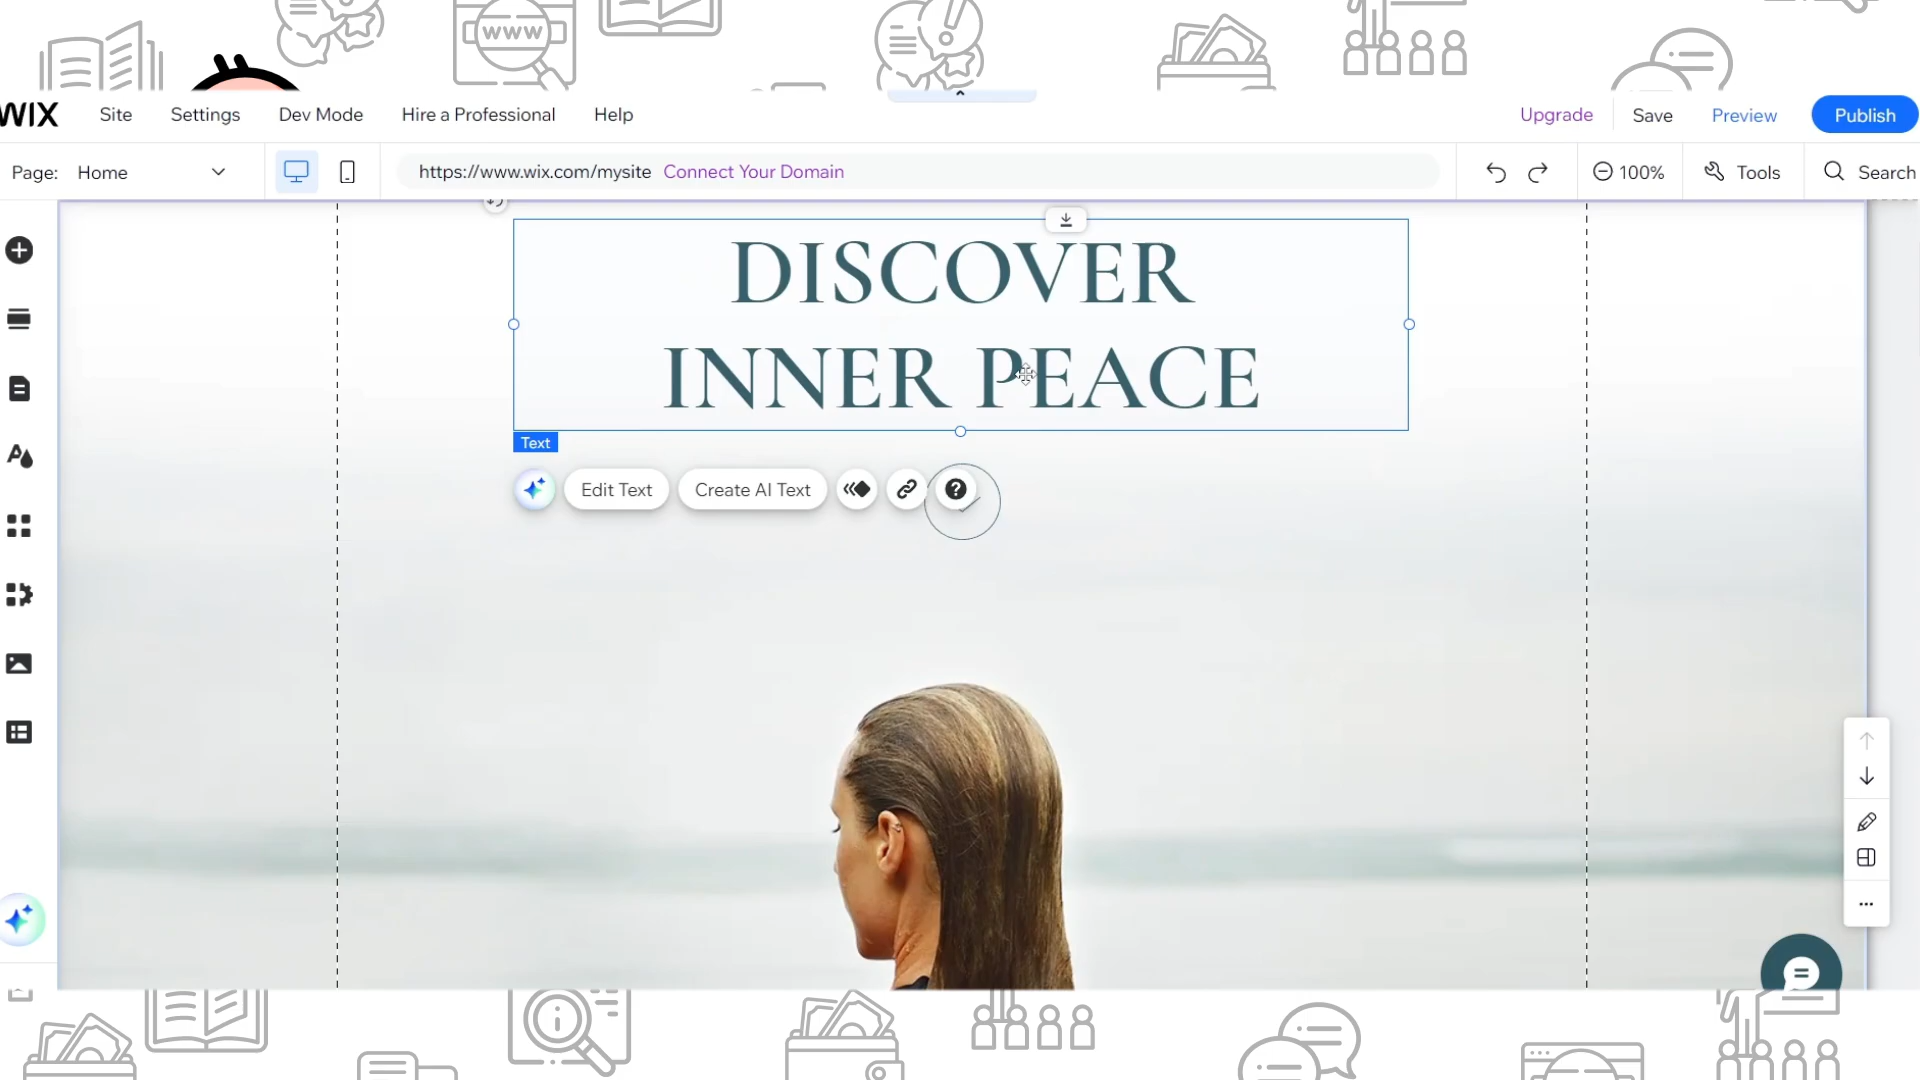 WWW
WIX Site Settings Dev Mode Hire a Professional Help Upgrade Save Preview Publish
Page: Home https://www.wix.com/mysite Connect Your Domain 100% Tools Search
DISCOVER
INNER PEACE
Text
Edit Text Create AI Text